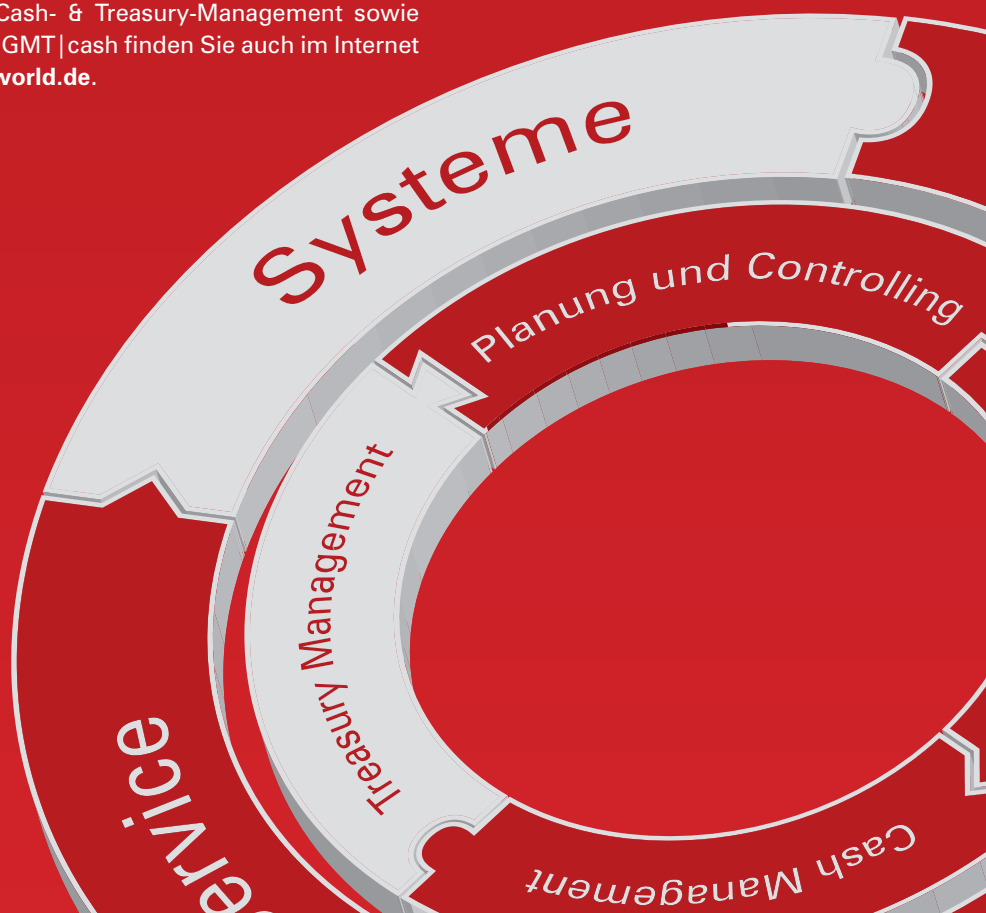 Cash- & Treasury-Management sowie
GMT|cash finden Sie auch im Internet
world.de.
Systeme
Planung und Controlling
Treasury Management
ervice
Cash Management